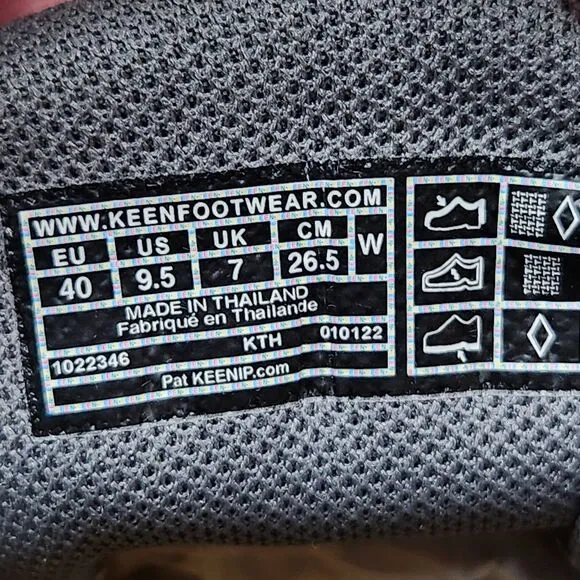 WWW.KEENFOOTWEAR.COM
EU US UK CM W
40 9.5 7 26.5
MADE IN THAILAND
Fabriqué en Thaïlande
1022346 KTH 010122
Pat KEENIP.com